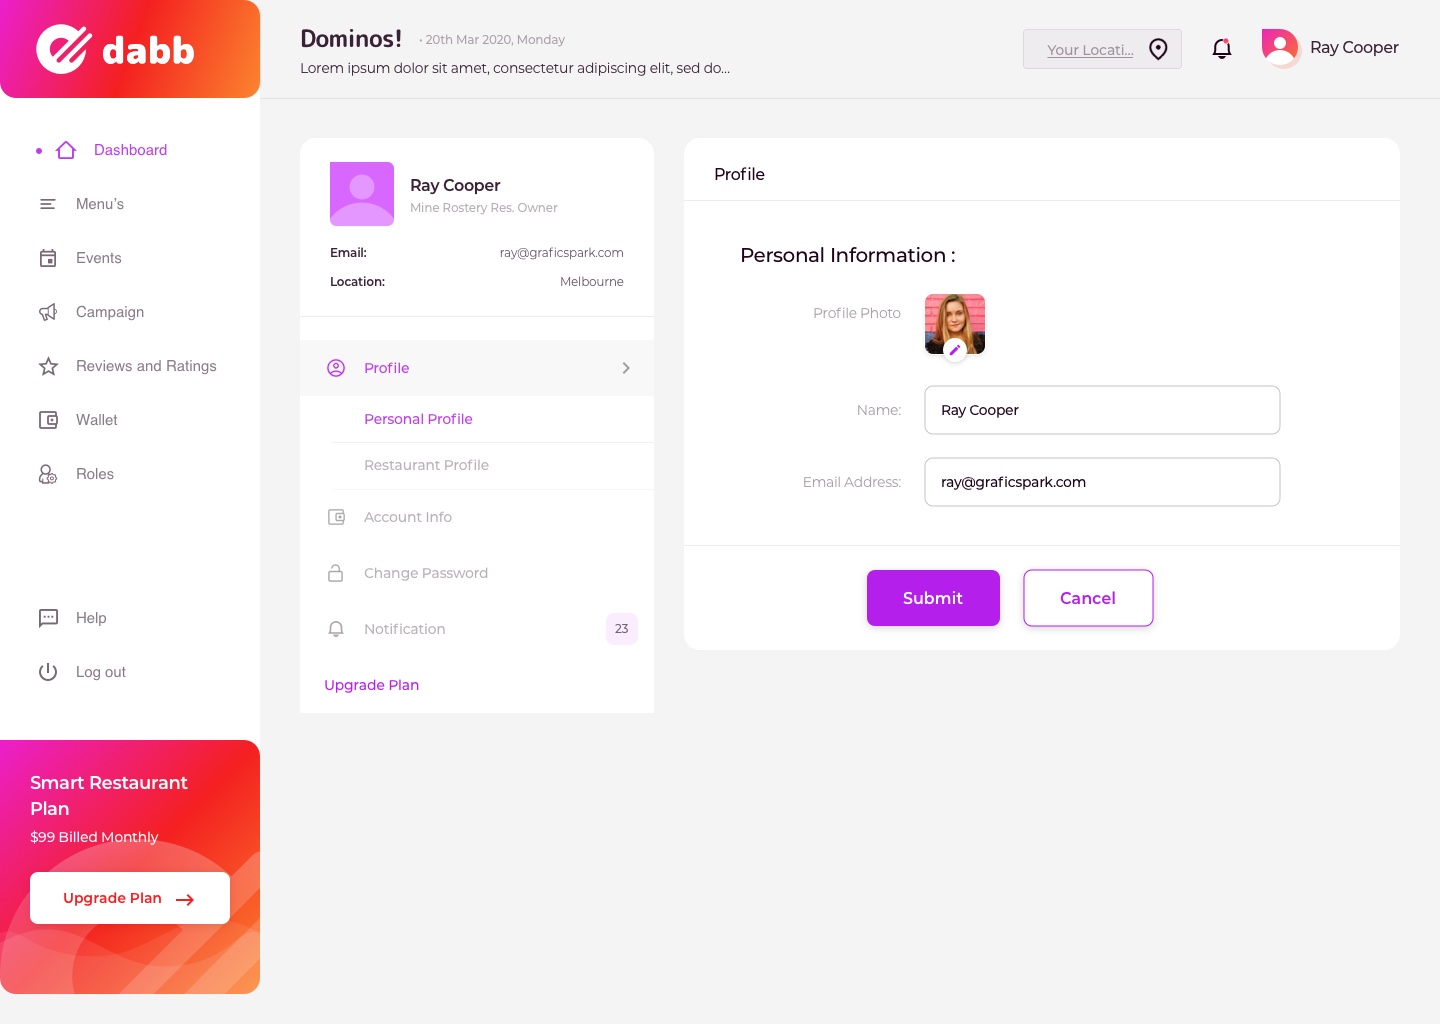 dabb
Dominos!
• 20th Mar 2020, Monday
Lorem ipsum dolor sit amet, consectetur adipiscing elit, sed do...
Your Locati...
Ray Cooper
Dashboard
Menu’s
Events
Campaign
Reviews and Ratings
Wallet
Roles
Help
Log out
Smart Restaurant
Plan
$99 Billed Monthly
Upgrade Plan
Ray Cooper
Mine Rostery Res. Owner
Email: ray@graficspark.com
Location: Melbourne
Profile
Personal Profile
Restaurant Profile
Account Info
Change Password
Notification 23
Upgrade Plan
Profile
Personal Information :
Profile Photo
Name: Ray Cooper
Email Address: ray@graficspark.com
Submit
Cancel